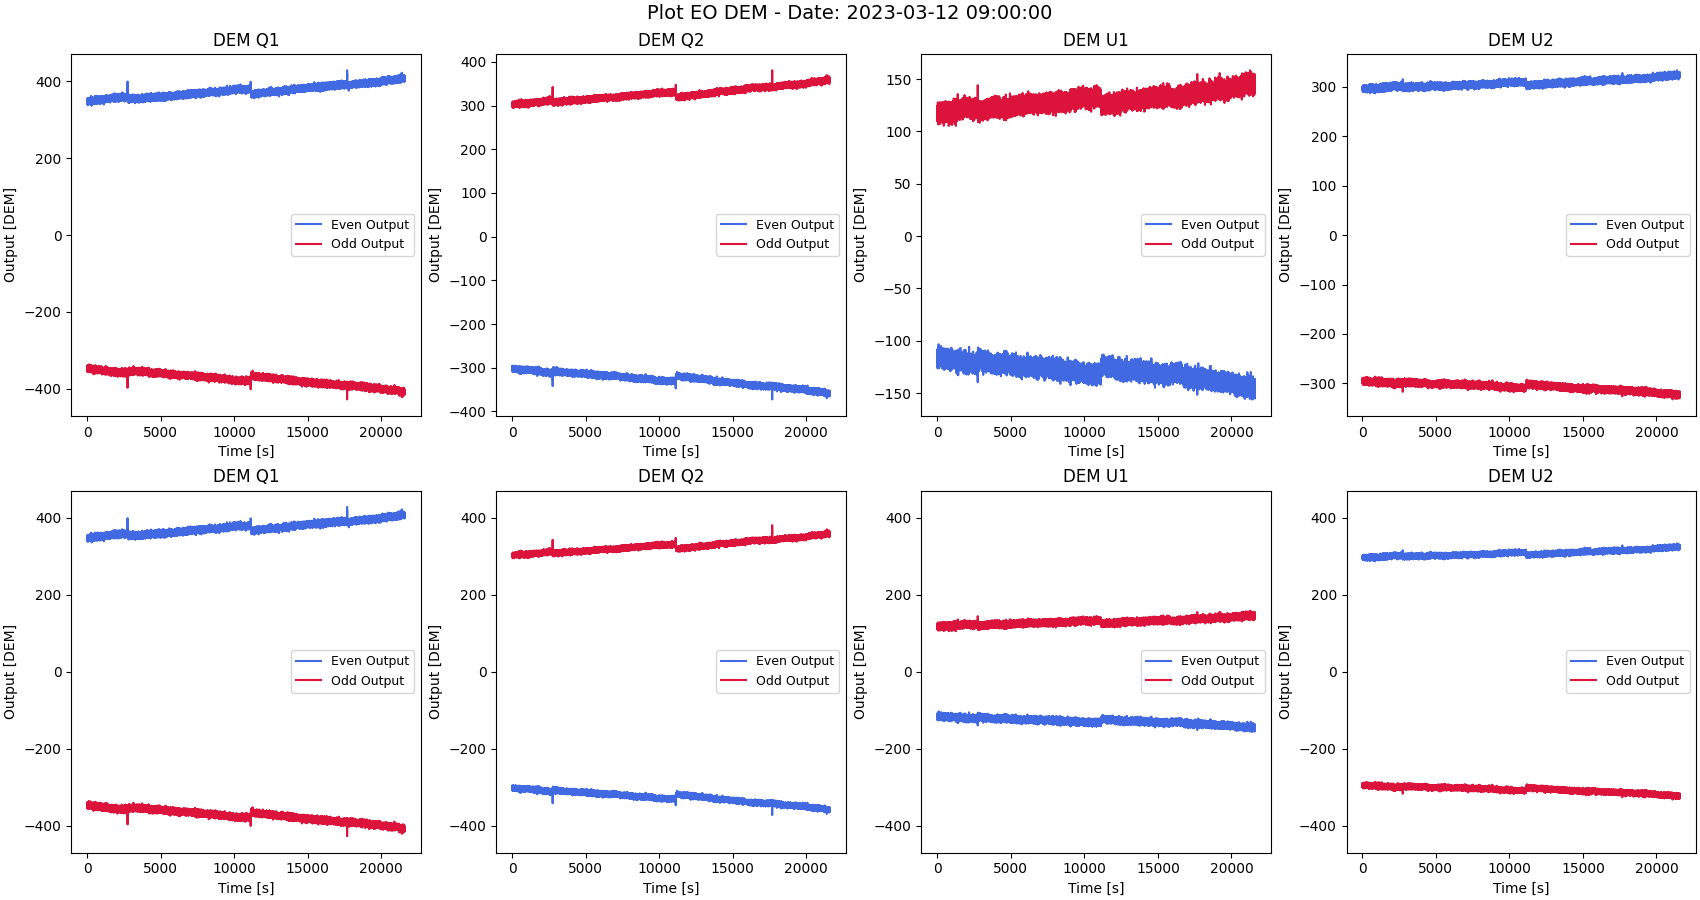 Plot EO DEM - Date: 2023-03-12 09:00:00
DEM Q1
Output [DEM]
400
200
0
−200
−400
Even Output
Odd Output
0 5000 10000 15000 20000
Time [s]
DEM Q2
Output [DEM]
400
300
200
100
0
−100
−200
−300
−400
Even Output
Odd Output
0 5000 10000 15000 20000
Time [s]
DEM U1
Output [DEM]
150
100
50
0
−50
−100
−150
Even Output
Odd Output
0 5000 10000 15000 20000
Time [s]
DEM U2
Output [DEM]
300
200
100
0
−100
−200
−300
Even Output
Odd Output
0 5000 10000 15000 20000
Time [s]
DEM Q1
Output [DEM]
400
200
0
−200
−400
Even Output
Odd Output
0 5000 10000 15000 20000
Time [s]
DEM Q2
Output [DEM]
400
200
0
−200
−400
Even Output
Odd Output
0 5000 10000 15000 20000
Time [s]
DEM U1
Output [DEM]
400
200
0
−200
−400
Even Output
Odd Output
0 5000 10000 15000 20000
Time [s]
DEM U2
Output [DEM]
400
200
0
−200
−400
Even Output
Odd Output
0 5000 10000 15000 20000
Time [s]